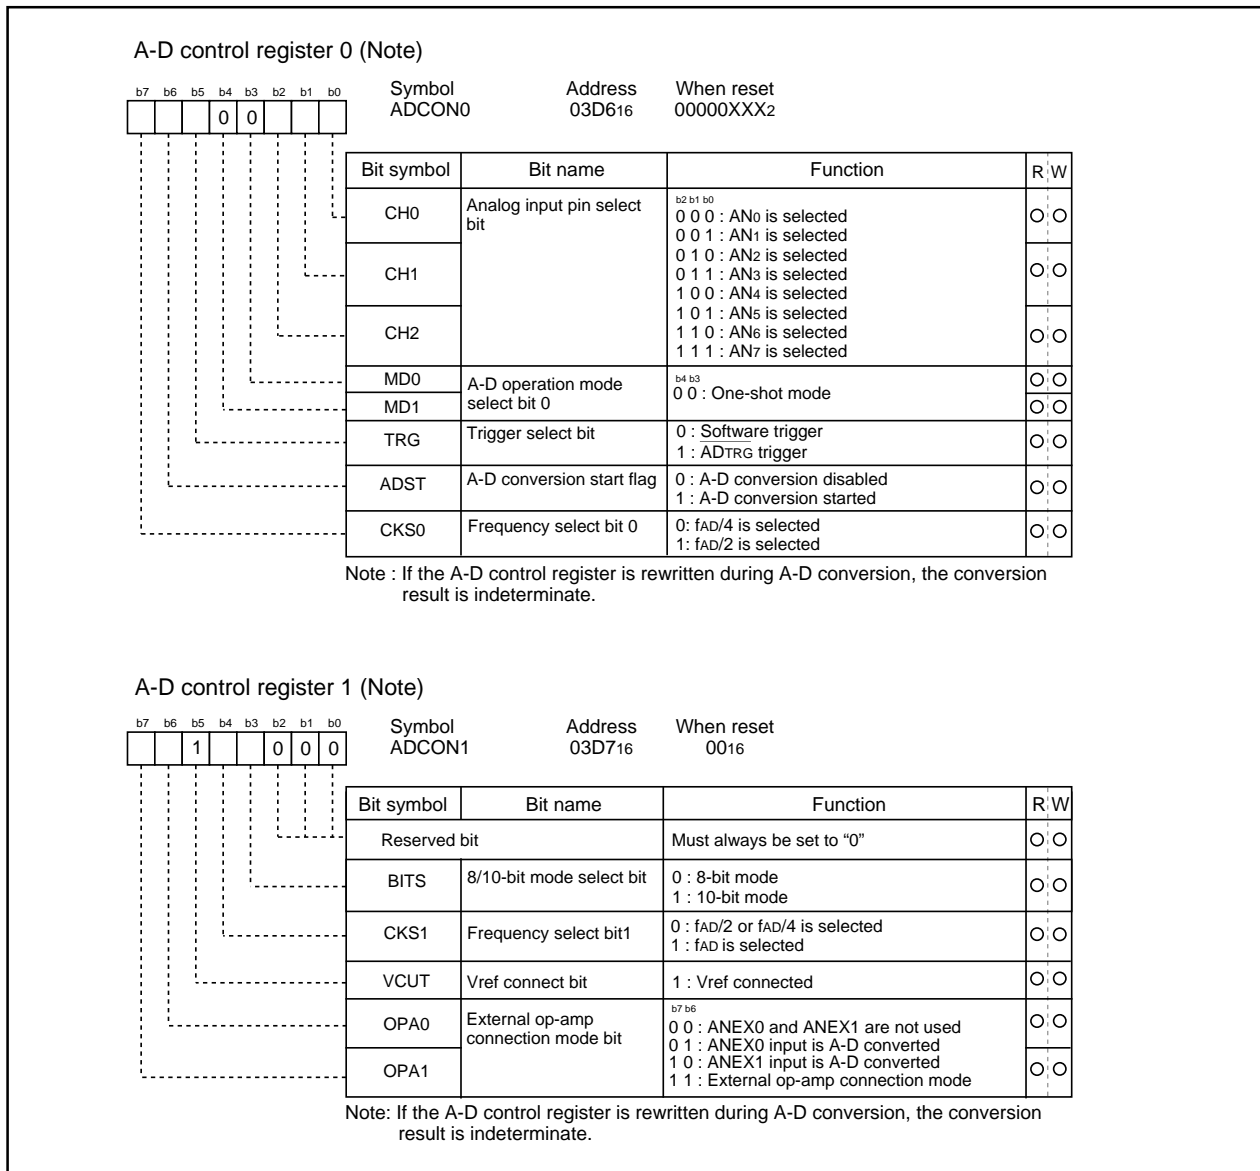 A-D control register 0 (Note)
b7 b6 b5 b4 b3 b2 b1 b0
0 0
Symbol Address When reset
ADCON0 03D616 00000XXX2
Bit symbol Bit name Function R W
CH0 Analog input pin select bit
CH1
CH2
b2 b1 b0
0 0 0 : AN0 is selected
0 0 1 : AN1 is selected
0 1 0 : AN2 is selected
0 1 1 : AN3 is selected
1 0 0 : AN4 is selected
1 0 1 : AN5 is selected
1 1 0 : AN6 is selected
1 1 1 : AN7 is selected
MD0
MD1
A-D operation mode
select bit 0
b4 b3
0 0 : One-shot mode
TRG Trigger select bit 0 : Software trigger
1 : ADTRG trigger
ADST A-D conversion start flag 0 : A-D conversion disabled
1 : A-D conversion started
CKS0 Frequency select bit 0 0: fAD/4 is selected
1: fAD/2 is selected
Note : If the A-D control register is rewritten during A-D conversion, the conversion
result is indeterminate.
A-D control register 1 (Note)
b7 b6 b5 b4 b3 b2 b1 b0
1 0 0 0
Symbol Address When reset
ADCON1 03D716 0016
Bit symbol Bit name Function R W
Reserved bit Must always be set to “0”
BITS 8/10-bit mode select bit 0 : 8-bit mode
1 : 10-bit mode
CKS1 Frequency select bit1 0 : fAD/2 or fAD/4 is selected
1 : fAD is selected
VCUT Vref connect bit 1 : Vref connected
OPA0
OPA1
External op-amp
connection mode bit
b7 b6
0 0 : ANEX0 and ANEX1 are not used
0 1 : ANEX0 input is A-D converted
1 0 : ANEX1 input is A-D converted
1 1 : External op-amp connection mode
Note: If the A-D control register is rewritten during A-D conversion, the conversion
result is indeterminate.